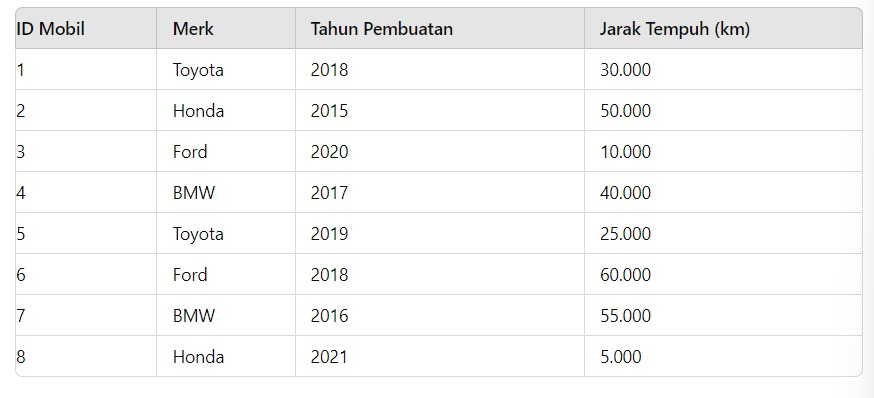 ID Mobil Merk Tahun Pembuatan Jarak Tempuh (km)
1 Toyota 2018 30.000
2 Honda 2015 50.000
3 Ford 2020 10.000
4 BMW 2017 40.000
5 Toyota 2019 25.000
6 Ford 2018 60.000
7 BMW 2016 55.000
8 Honda 2021 5.000